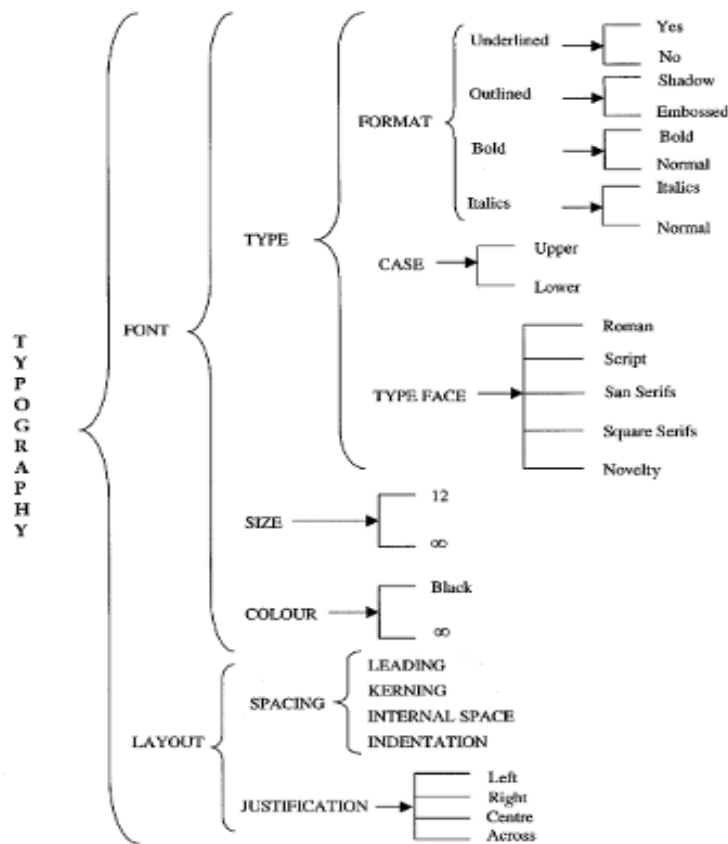 TYPOGRAPHY
FONT
TYPE
FORMAT
Underlined
Yes
No
Outlined
Shadow
Embossed
Bold
Bold
Normal
Italics
Italics
Normal
CASE
Upper
Lower
TYPE FACE
Roman
Script
San Serifs
Square Serifs
Novelty
SIZE
12
∞
COLOUR
Black
∞
LAYOUT
SPACING
LEADING
KERNING
INTERNAL SPACE
INDENTATION
JUSTIFICATION
Left
Right
Centre
Across